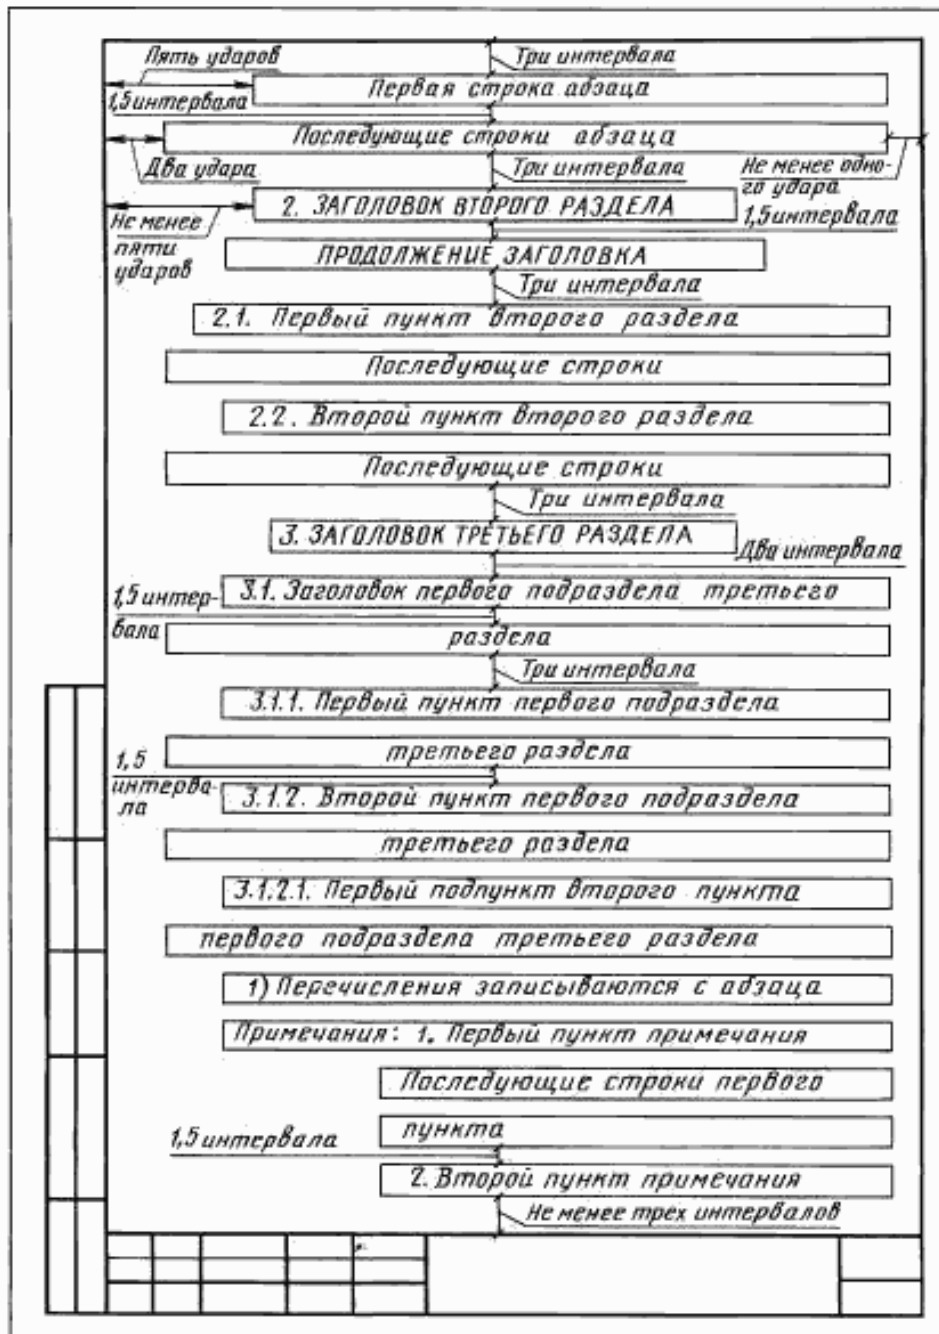 Пять ударов
Три интервала
Первая строка абзаца
1,5 интервала
Последующие строки абзаца
Два удара
Три интервала
Не менее одно-
го удара
2. ЗАГОЛОВОК ВТОРОГО РАЗДЕЛА
1,5 интервала
Не менее
пяти
ударов
ПРОДОЛЖЕНИЕ ЗАГОЛОВКА
Три интервала
2.1. Первый пункт второго раздела
Последующие строки
2.2. Второй пункт второго раздела
Последующие строки
Три интервала
3. ЗАГОЛОВОК ТРЕТЬЕГО РАЗДЕЛА
Два интервала
3.1. Заголовок первого подраздела третьего
1,5 интер-
вала
раздела
Три интервала
3.1.1. Первый пункт первого подраздела
третьего раздела
1,5
интерва-
ла
3.1.2. Второй пункт первого подраздела
третьего раздела
3.1.2.1. Первый подпункт второго пункта
первого подраздела третьего раздела
1) Перечисления записываются с абзаца
Примечания: 1. Первый пункт примечания
Последующие строки первого
пункта
1,5 интервала
2. Второй пункт примечания
Не менее трех интервалов